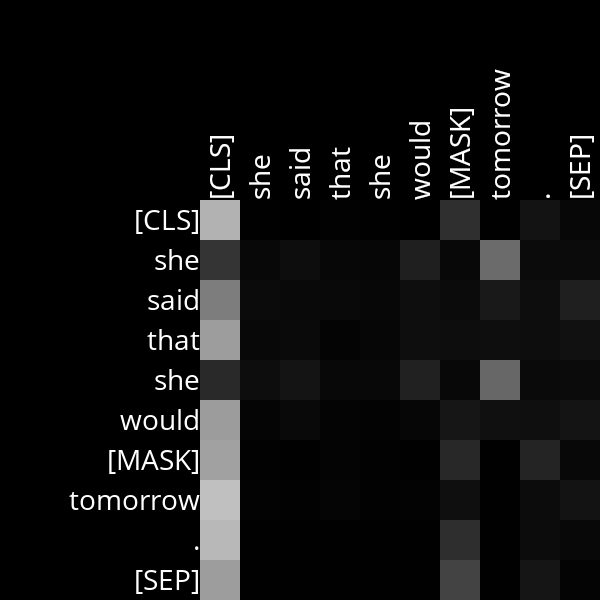 [CLS] she said that she would [MASK] tomorrow . [SEP]
[CLS]
she
said
that
she
would
[MASK]
tomorrow
.
[SEP]